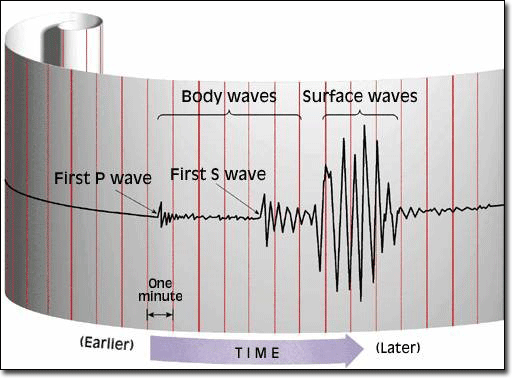 Body waves
Surface waves
First P wave
First S wave
One
minute
(Earlier)
TIME
(Later)